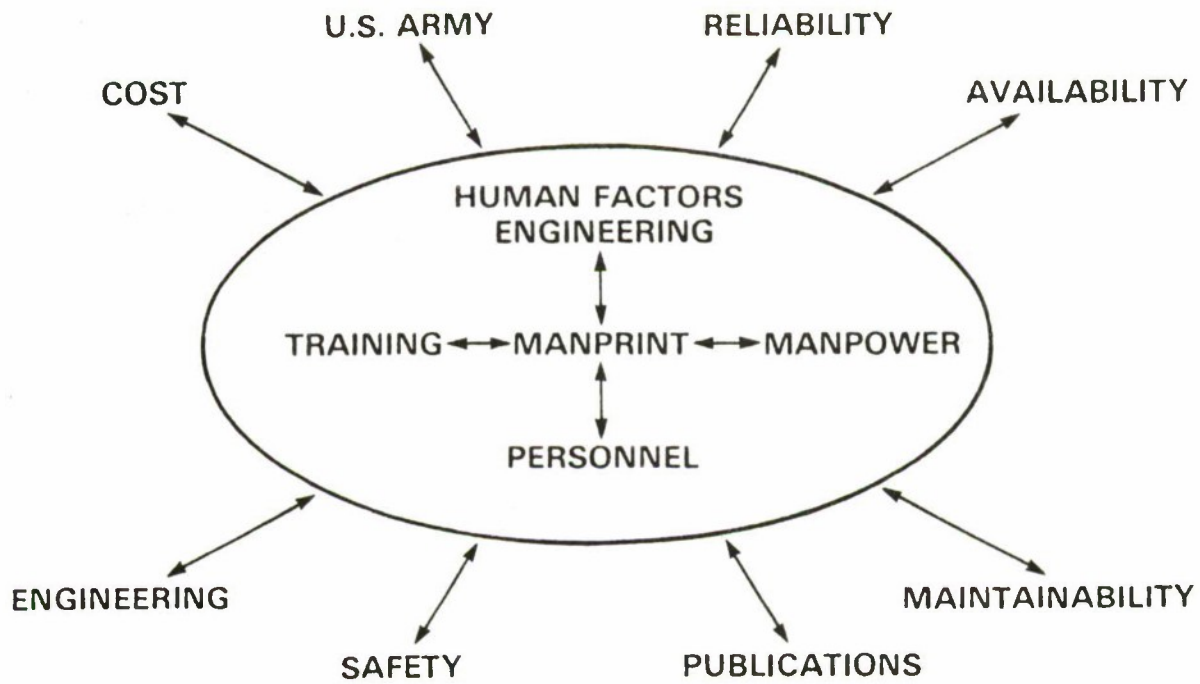 U.S. ARMY
RELIABILITY
COST
AVAILABILITY
HUMAN FACTORS
ENGINEERING
TRAINING
MANPRINT
MANPOWER
PERSONNEL
ENGINEERING
MAINTAINABILITY
SAFETY
PUBLICATIONS